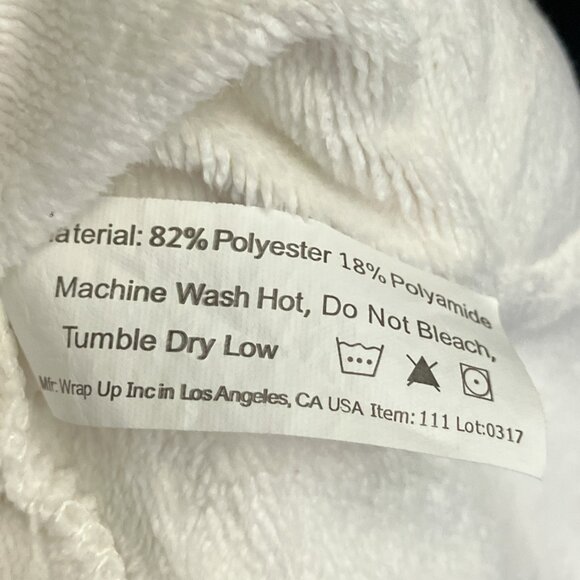 aterial: 82% Polyester 18% Polyamide
Machine Wash Hot, Do Not Bleach,
Tumble Dry Low
Mfr: Wrap Up Inc in Los Angeles, CA USA Item: 111 Lot:0317